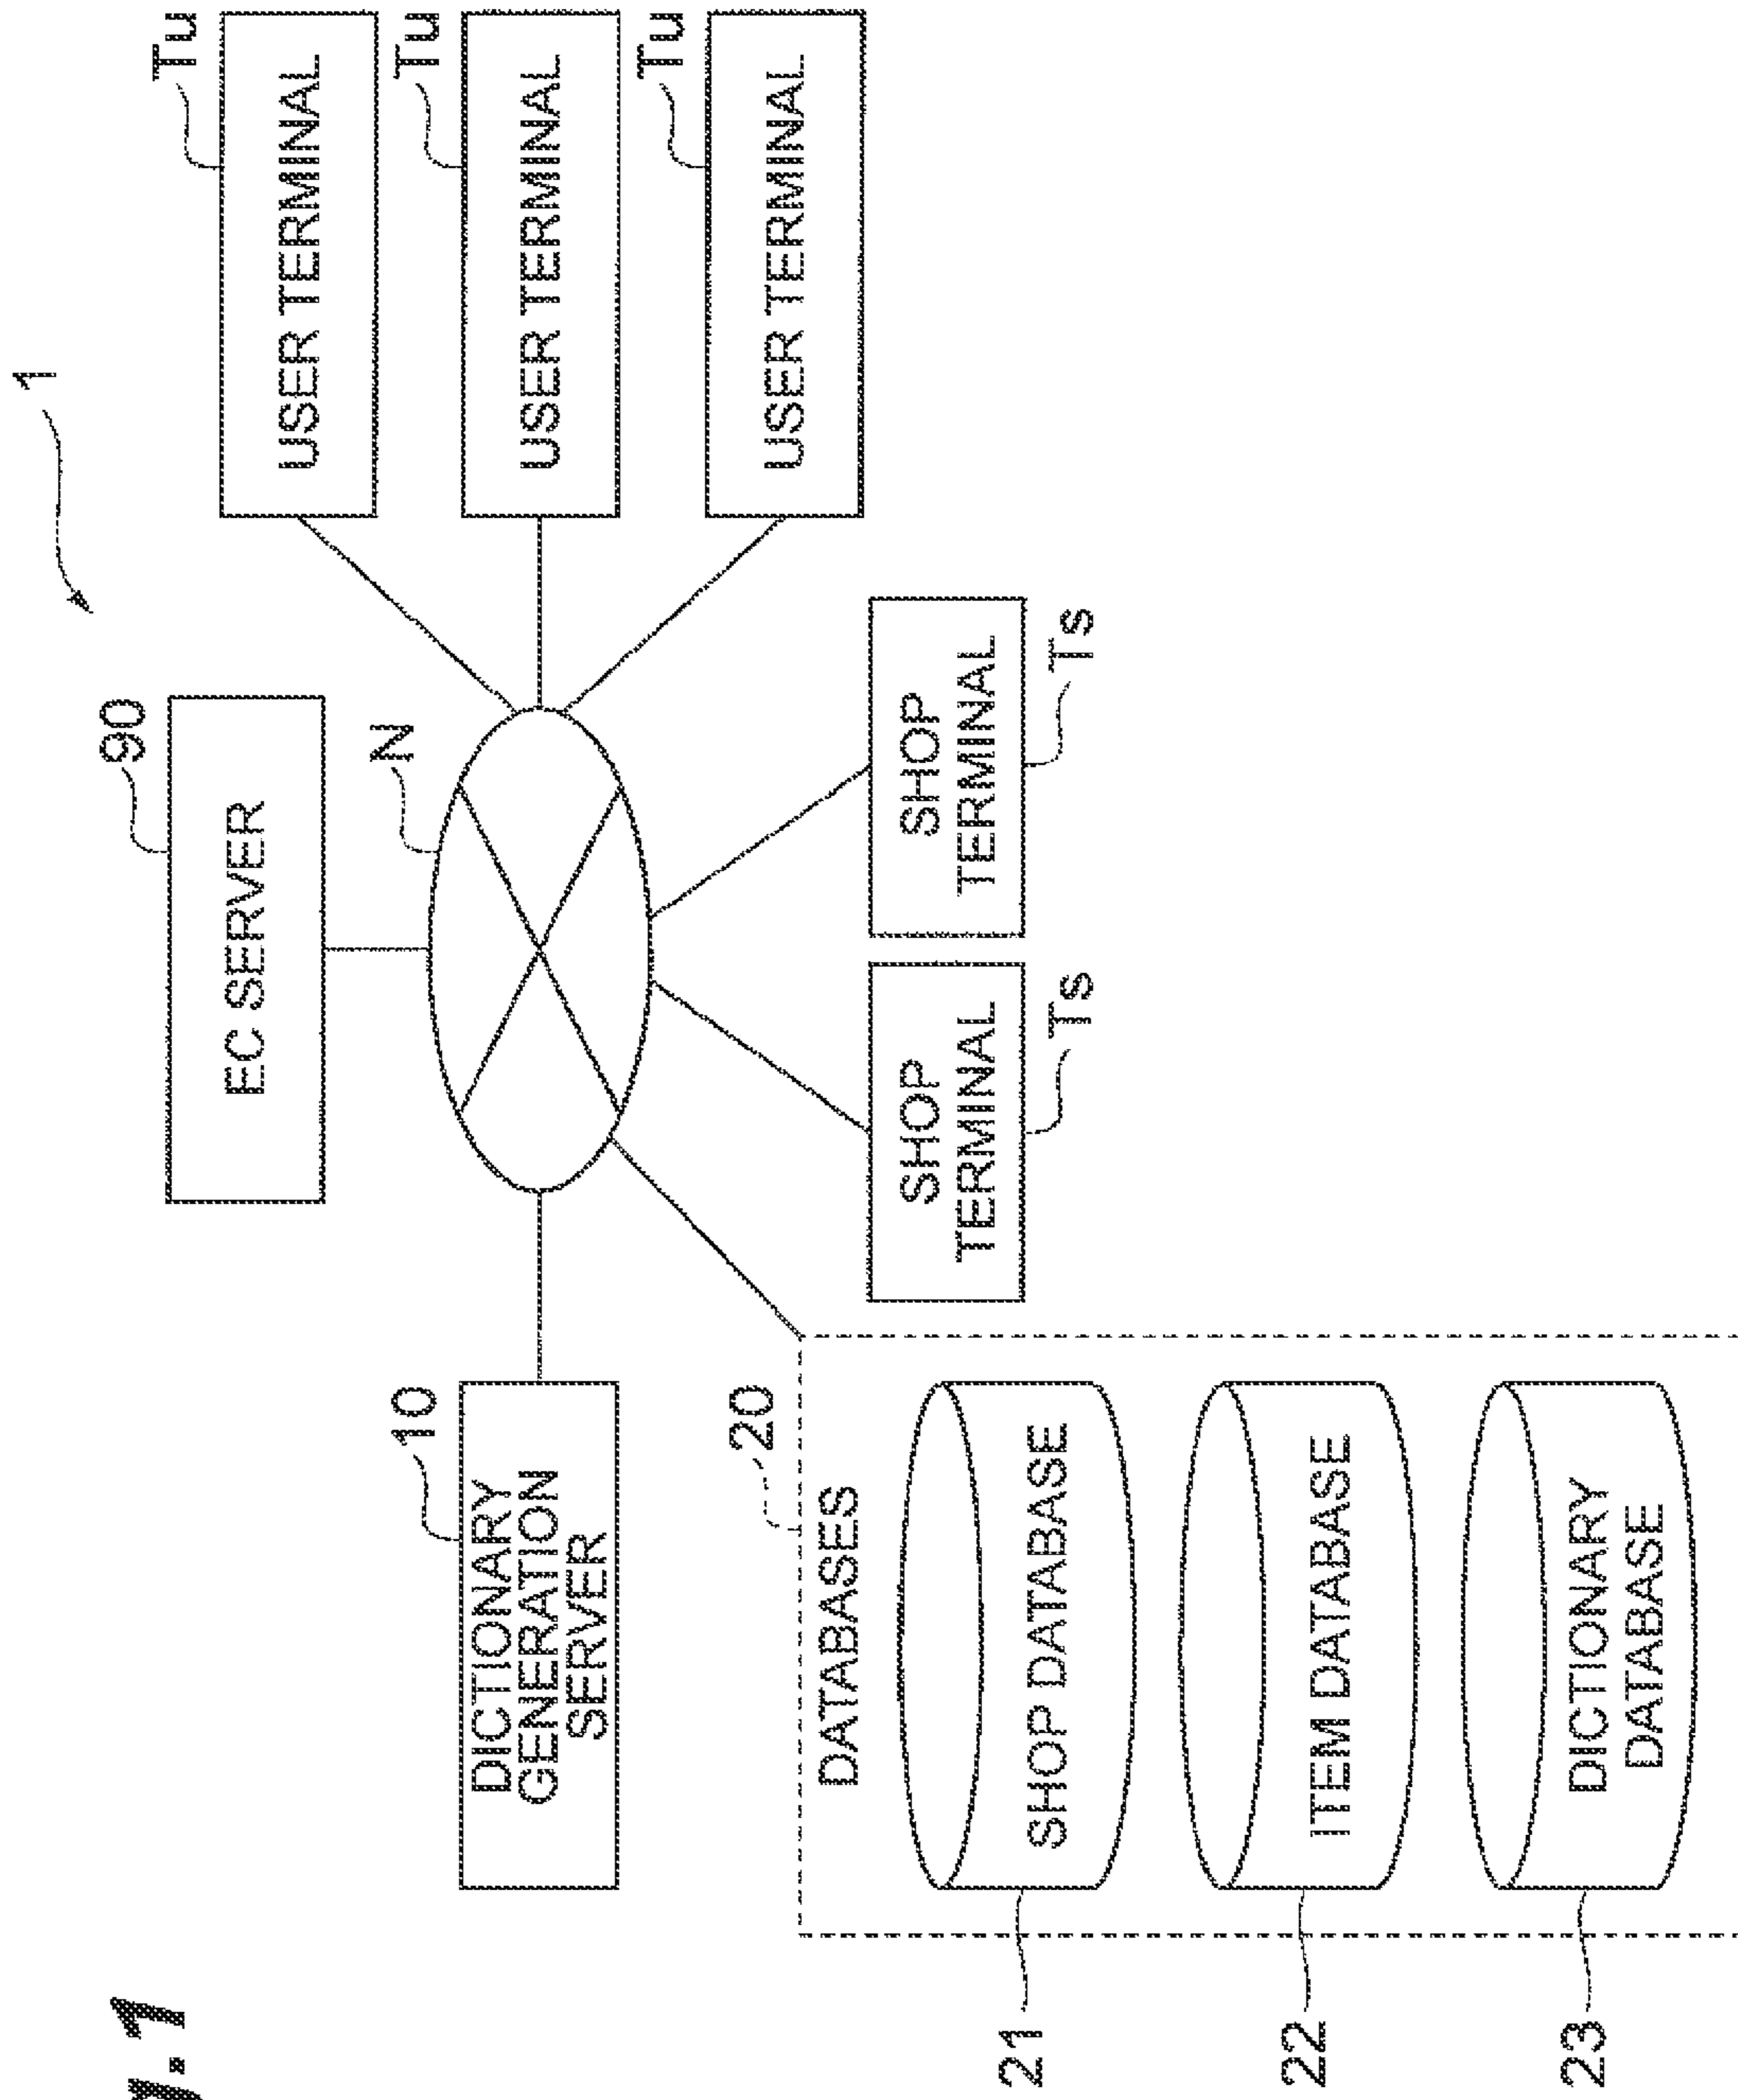 1
90
EC SERVER
Tu
USER TERMINAL
N
Tu
USER TERMINAL
10
DICTIONARY
GENERATION
SERVER
Tu
USER TERMINAL
20
DATABASES
SHOP
TERMINAL
Ts
SHOP
TERMINAL
Ts
21
SHOP DATABASE
22
ITEM DATABASE
23
DICTIONARY
DATABASE